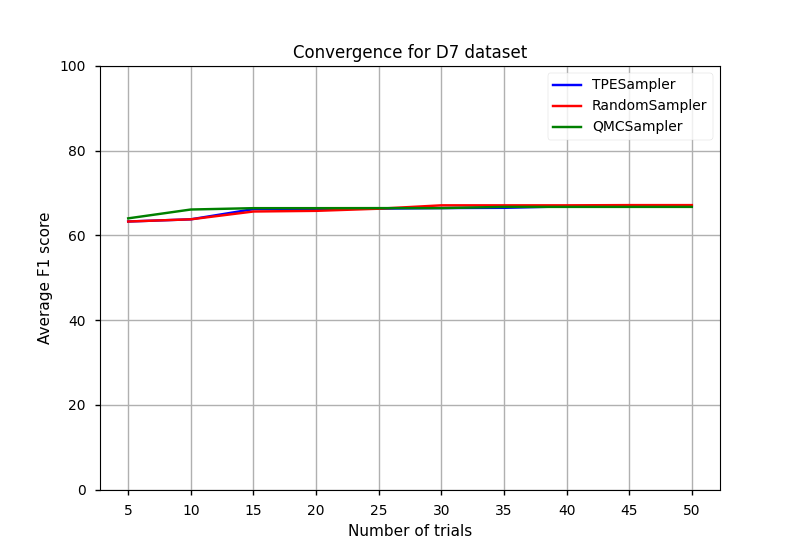 Convergence for D7 dataset
TPESampler
RandomSampler
QMCSampler
100
80
60
40
20
0
Average F1 score
5 10 15 20 25 30 35 40 45 50
Number of trials